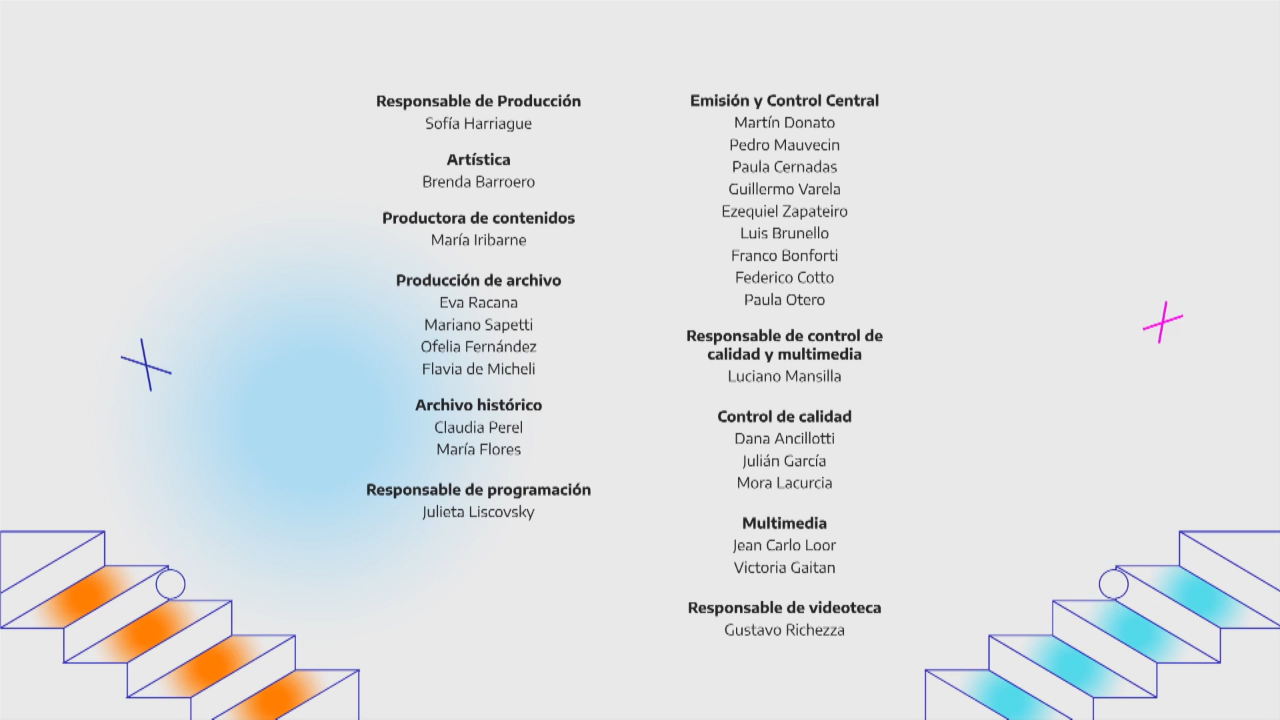 Responsable de Producción
Sofía Harriague
Artística
Brenda Barroero
Productora de contenidos
María Iribarne
Producción de archivo
Eva Racana
Mariano Sapetti
Ofelia Fernández
Flavia de Micheli
Archivo histórico
Claudia Perel
María Flores
Responsable de programación
Julieta Liscovsky
Emisión y Control Central
Martín Donato
Pedro Mauvecin
Paula Cernadas
Guillermo Varela
Ezequiel Zapateiro
Luis Brunello
Franco Bonforti
Federico Cotto
Paula Otero
Responsable de control de
calidad y multimedia
Luciano Mansilla
Control de calidad
Dana Ancillotti
Julián García
Mora Lacurcia
Multimedia
Jean Carlo Loor
Victoria Gaitan
Responsable de videoteca
Gustavo Richezza